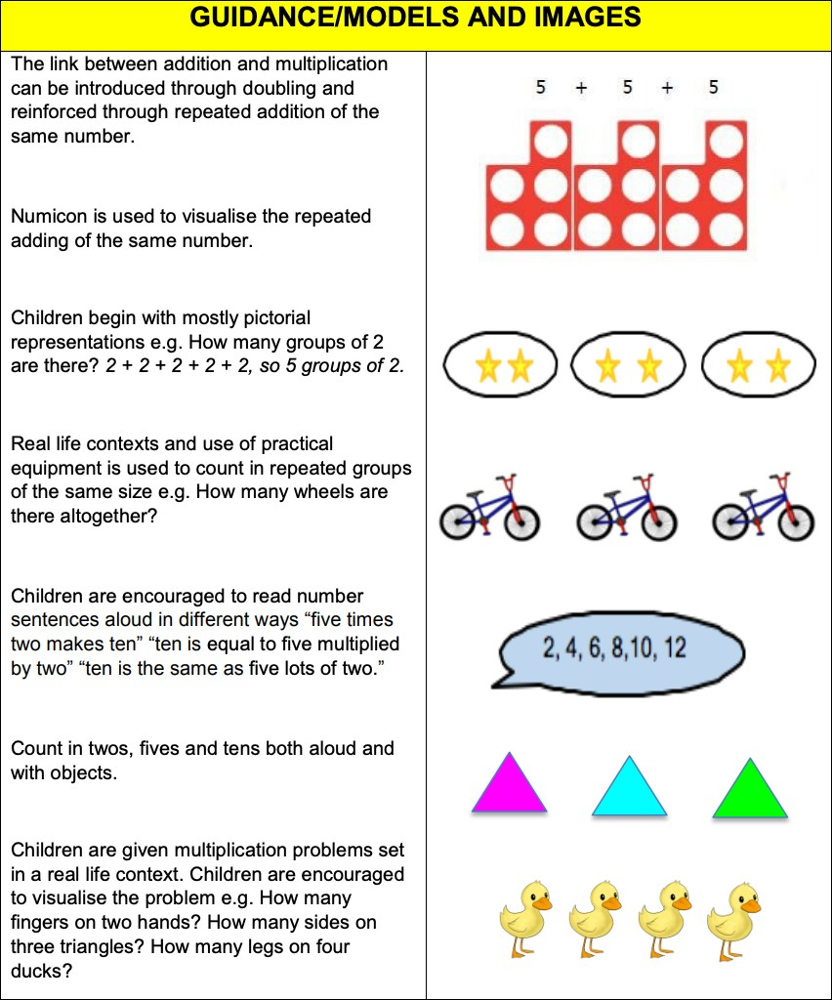 GUIDANCE/MODELS AND IMAGES
The link between addition and multiplication
can be introduced through doubling and
reinforced through repeated addition of the
same number.
Numicon is used to visualise the repeated
adding of the same number.
Children begin with mostly pictorial
representations e.g. How many groups of 2
are there? 2 + 2 + 2 + 2 + 2, so 5 groups of 2.
Real life contexts and use of practical
equipment is used to count in repeated groups
of the same size e.g. How many wheels are
there altogether?
Children are encouraged to read number
sentences aloud in different ways “five times
two makes ten” “ten is equal to five multiplied
by two” “ten is the same as five lots of two.”
Count in twos, fives and tens both aloud and
with objects.
Children are given multiplication problems set
in a real life context. Children are encouraged
to visualise the problem e.g. How many
fingers on two hands? How many sides on
three triangles? How many legs on four
ducks?
5 + 5 + 5
2, 4, 6, 8,10, 12